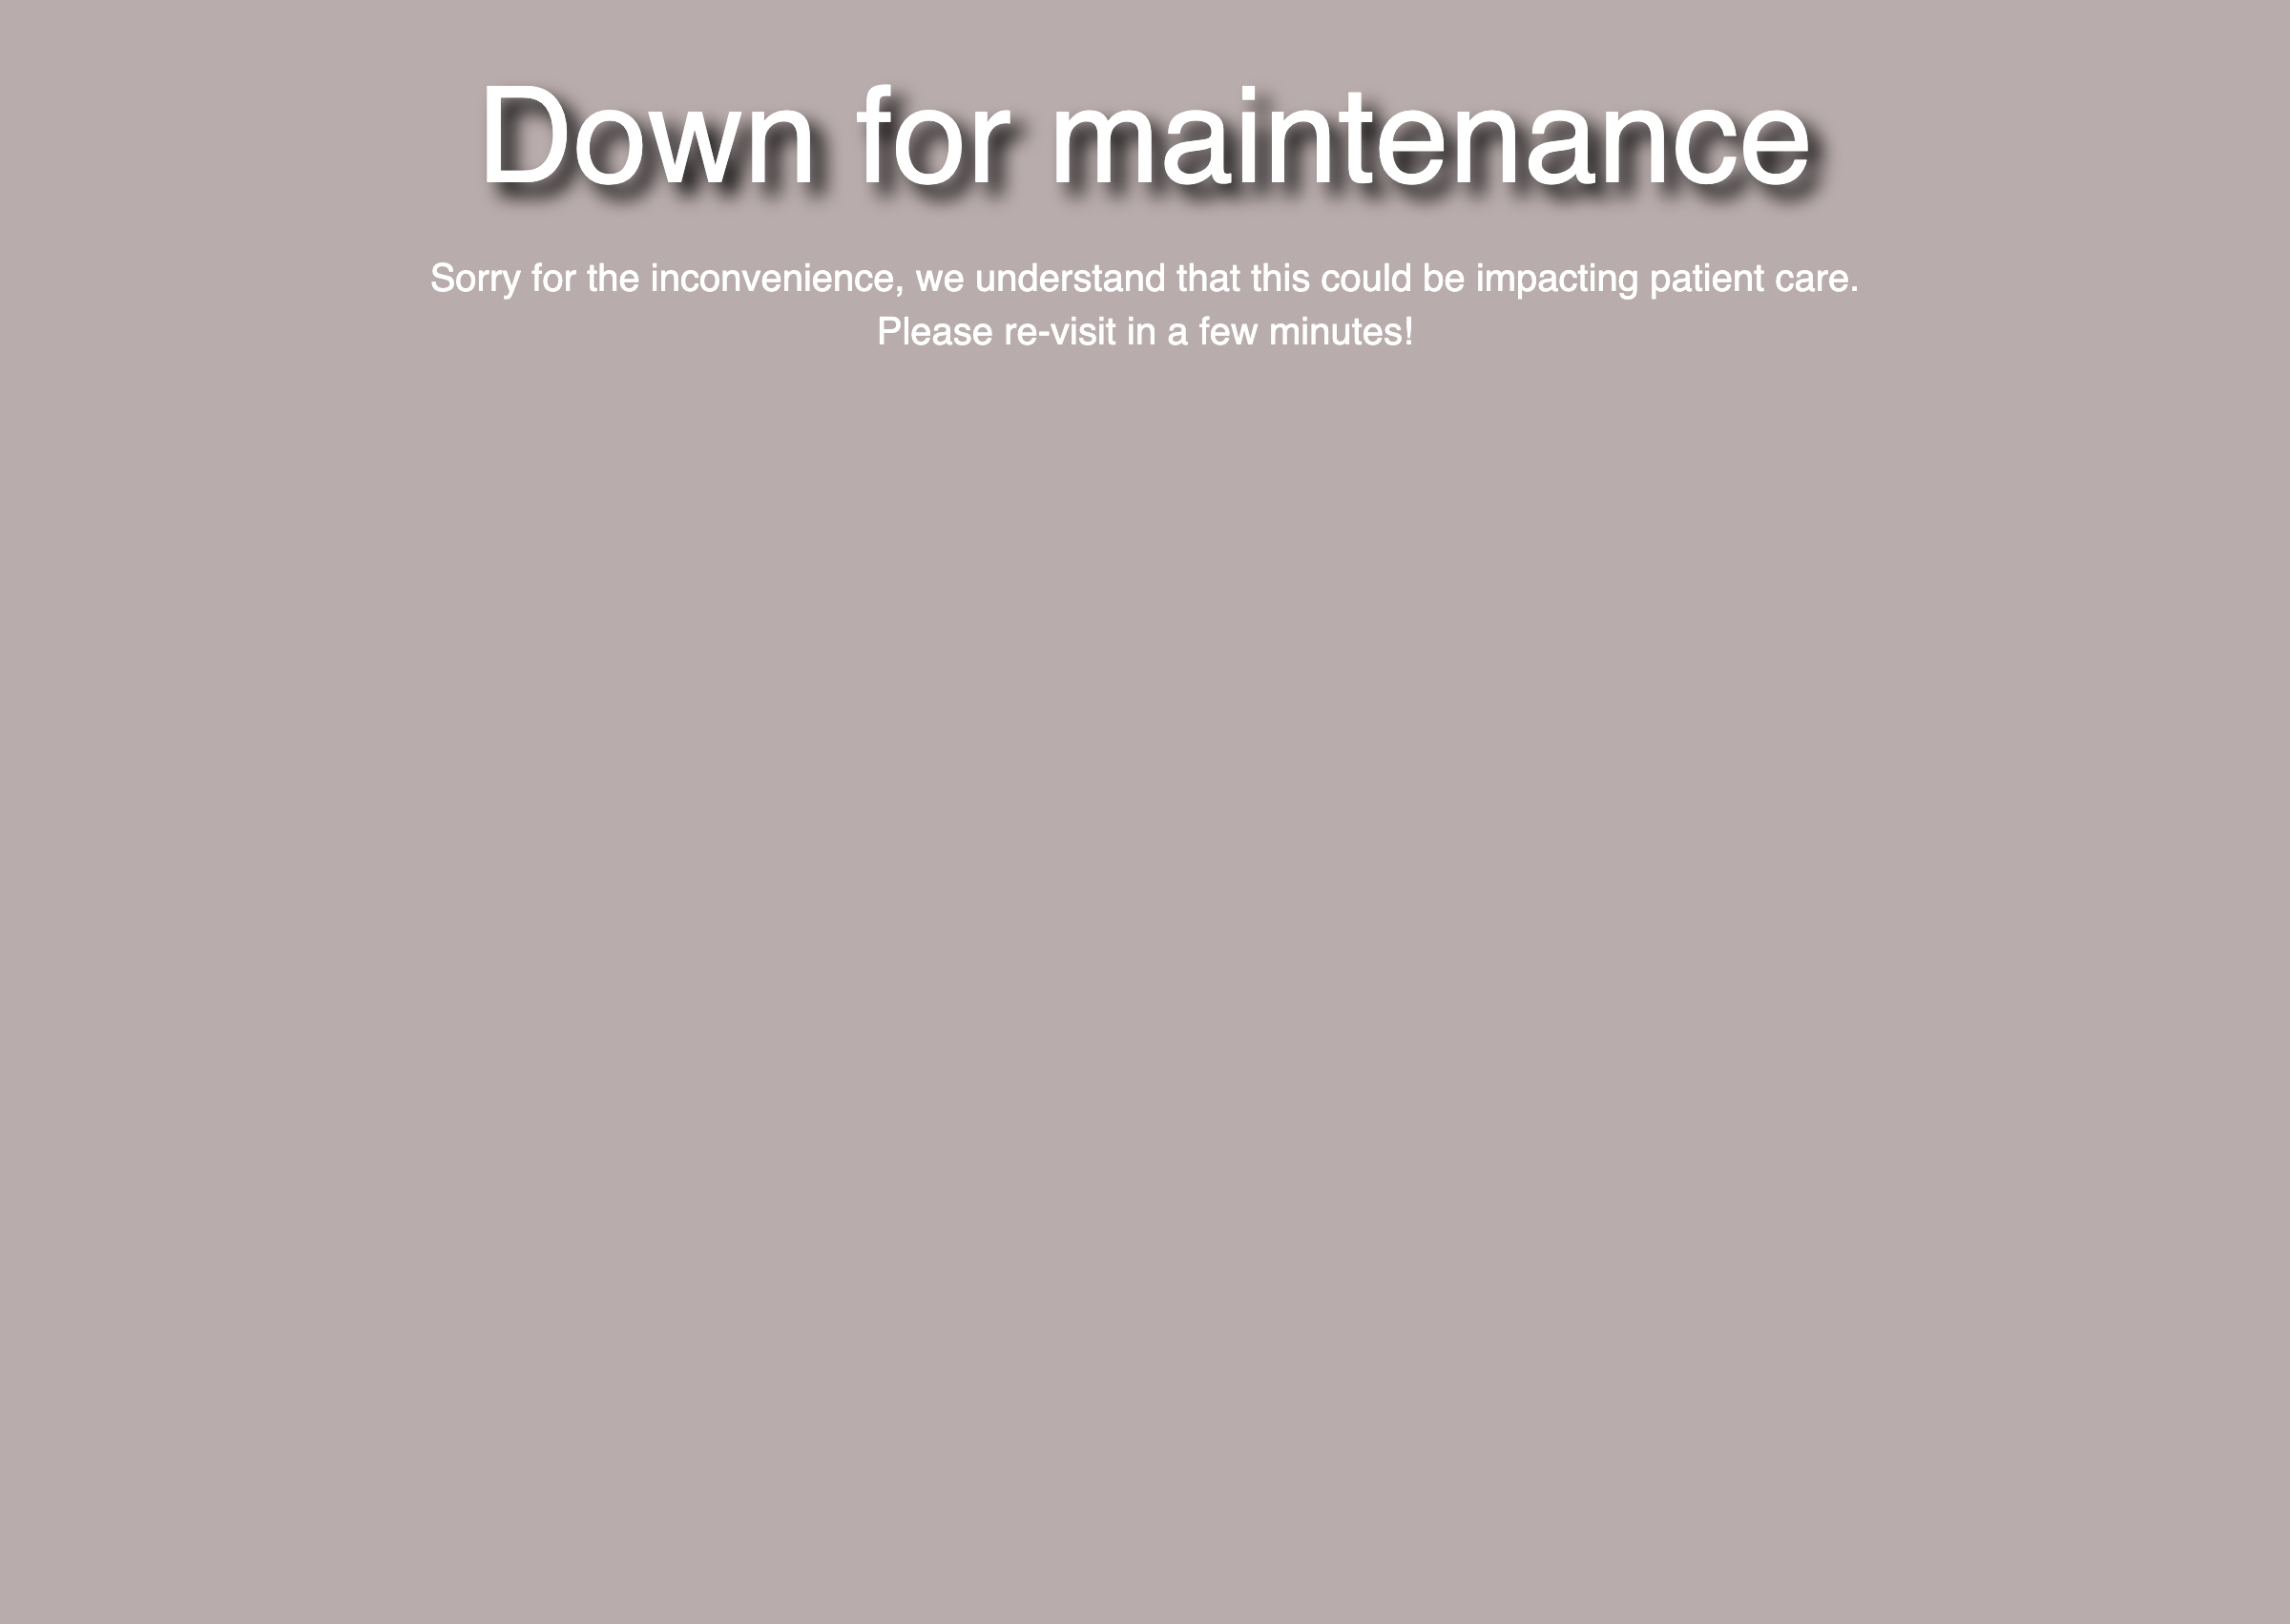 Down for maintenance
Sorry for the inconvenience, we understand that this could be impacting patient care.
Please re-visit in a few minutes!